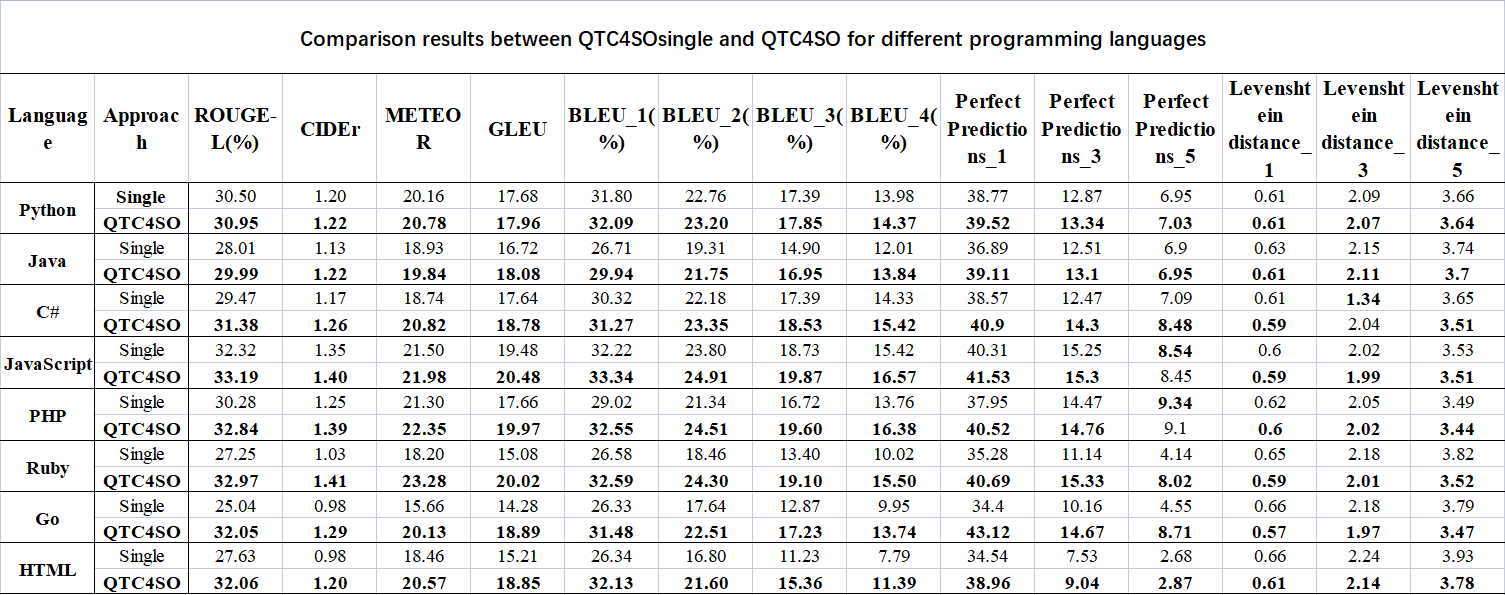 Comparison results between QTC4SOsingle and QTC4SO for different programming languages
Language Approach ROUGE-L(%) CIDEr METEOR GLEU BLEU_1(%) BLEU_2(%) BLEU_3(%) BLEU_4(%) Perfect Predictions_1 Perfect Predictions_3 Perfect Predictions_5 Levenshtein distance_1 Levenshtein distance_3 Levenshtein distance_5
Python Single 30.50 1.20 20.16 17.68 31.80 22.76 17.39 13.98 38.77 12.87 6.95 0.61 2.09 3.66
QTC4SO 30.95 1.22 20.78 17.96 32.09 23.20 17.85 14.37 39.52 13.34 7.03 0.61 2.07 3.64
Java Single 28.01 1.13 18.93 16.72 26.71 19.31 14.90 12.01 36.89 12.51 6.9 0.63 2.15 3.74
QTC4SO 29.99 1.22 19.84 18.08 29.94 21.75 16.95 13.84 39.11 13.1 6.95 0.61 2.11 3.7
C# Single 29.47 1.17 18.74 17.64 30.32 22.18 17.39 14.33 38.57 12.47 7.09 0.61 1.34 3.65
QTC4SO 31.38 1.26 20.82 18.78 31.27 23.35 18.53 15.42 40.9 14.3 8.48 0.59 2.04 3.51
JavaScript Single 32.32 1.35 21.50 19.48 32.22 23.80 18.73 15.42 40.31 15.25 8.54 0.6 2.02 3.53
QTC4SO 33.19 1.40 21.98 20.48 33.34 24.91 19.87 16.57 41.53 15.3 8.45 0.59 1.99 3.51
PHP Single 30.28 1.25 21.30 17.66 29.02 21.34 16.72 13.76 37.95 14.47 9.34 0.62 2.05 3.49
QTC4SO 32.84 1.39 22.35 19.97 32.55 24.51 19.60 16.38 40.52 14.76 9.1 0.6 2.02 3.44
Ruby Single 27.25 1.03 18.20 15.08 26.58 18.46 13.40 10.02 35.28 11.14 4.14 0.65 2.18 3.82
QTC4SO 32.97 1.41 23.28 20.02 32.59 24.30 19.10 15.50 40.69 15.33 8.02 0.59 2.01 3.52
Go Single 25.04 0.98 15.66 14.28 26.33 17.64 12.87 9.95 34.4 10.16 4.55 0.66 2.18 3.79
QTC4SO 32.05 1.29 20.13 18.89 31.48 22.51 17.23 13.74 43.12 14.67 8.71 0.57 1.97 3.47
HTML Single 27.63 0.98 18.46 15.21 26.34 16.80 11.23 7.79 34.54 7.53 2.68 0.66 2.24 3.93
QTC4SO 32.06 1.20 20.57 18.85 32.13 21.60 15.36 11.39 38.96 9.04 2.87 0.61 2.14 3.78